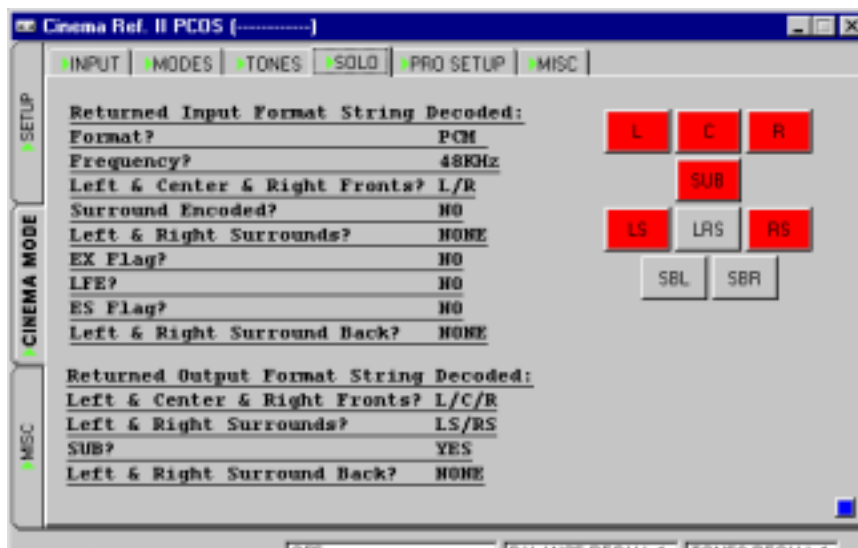 Cinema Ref. II PCOS (-------------)
INPUT MODES TONES SOLO PRO SETUP MISC
SETUP
CINEMA MODE
MISC
Returned Input Format String Decoded:
Format? PCM
Frequency? 48KHz
Left & Center & Right Fronts? L/R
Surround Encoded? NO
Left & Right Surrounds? NONE
EX Flag? NO
LFE? NO
ES Flag? NO
Left & Right Surround Back? NONE
Returned Output Format String Decoded:
Left & Center & Right Fronts? L/C/R
Left & Right Surrounds? LS/RS
SUB? YES
Left & Right Surround Back? NONE
L C R
SUB
LS LRS RS
SBL SBR